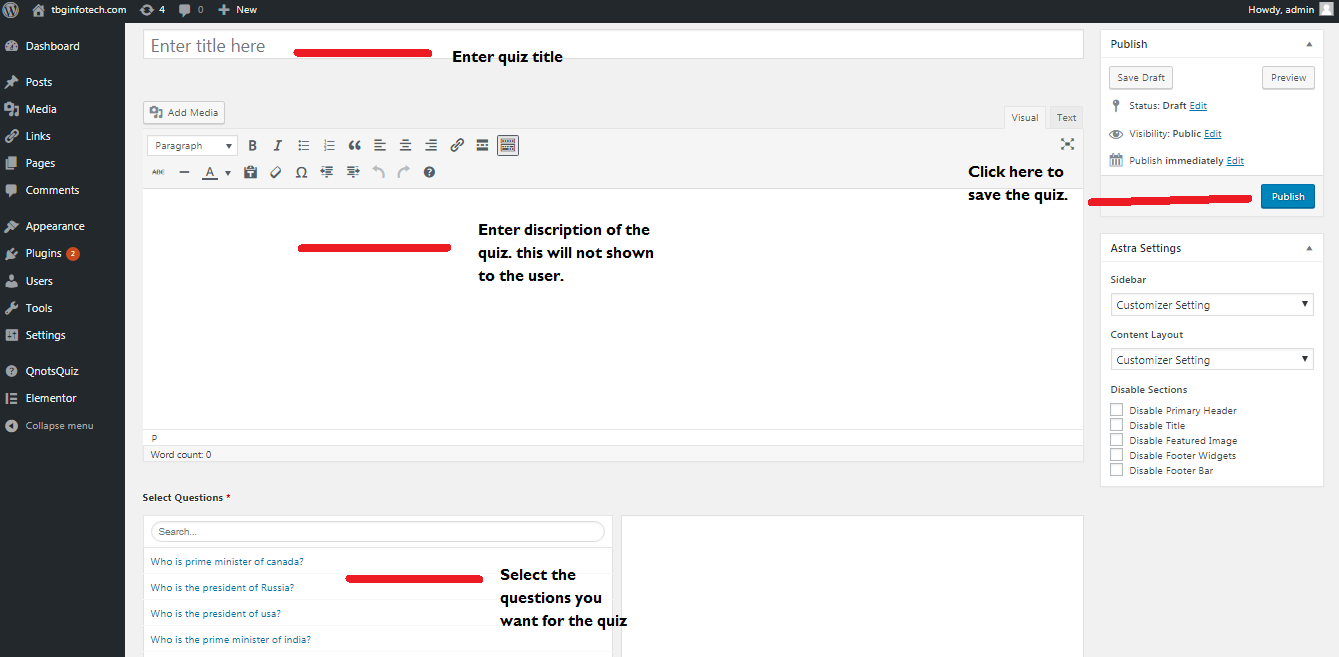 tbginfotech.com 4 0 New Howdy, admin
Dashboard
Posts
Media
Links
Pages
Comments
Appearance
Plugins 2
Users
Tools
Settings
QnotsQuiz
Elementor
Collapse menu
Enter title here
Enter quiz title
Add Media
Visual Text
Paragraph B I
ABC A Ω ?
Enter discription of the
quiz. this will not shown
to the user.
Click here to
save the quiz.
P
Word count: 0
Select Questions *
Search...
Who is prime minister of canada?
Who is the president of Russia?
Who is the president of usa?
Who is the prime minister of india?
Select the
questions you
want for the quiz
Publish
Save Draft Preview
Status: Draft Edit
Visibility: Public Edit
Publish immediately Edit
Publish
Astra Settings
Sidebar
Customizer Setting
Content Layout
Customizer Setting
Disable Sections
Disable Primary Header
Disable Title
Disable Featured Image
Disable Footer Widgets
Disable Footer Bar